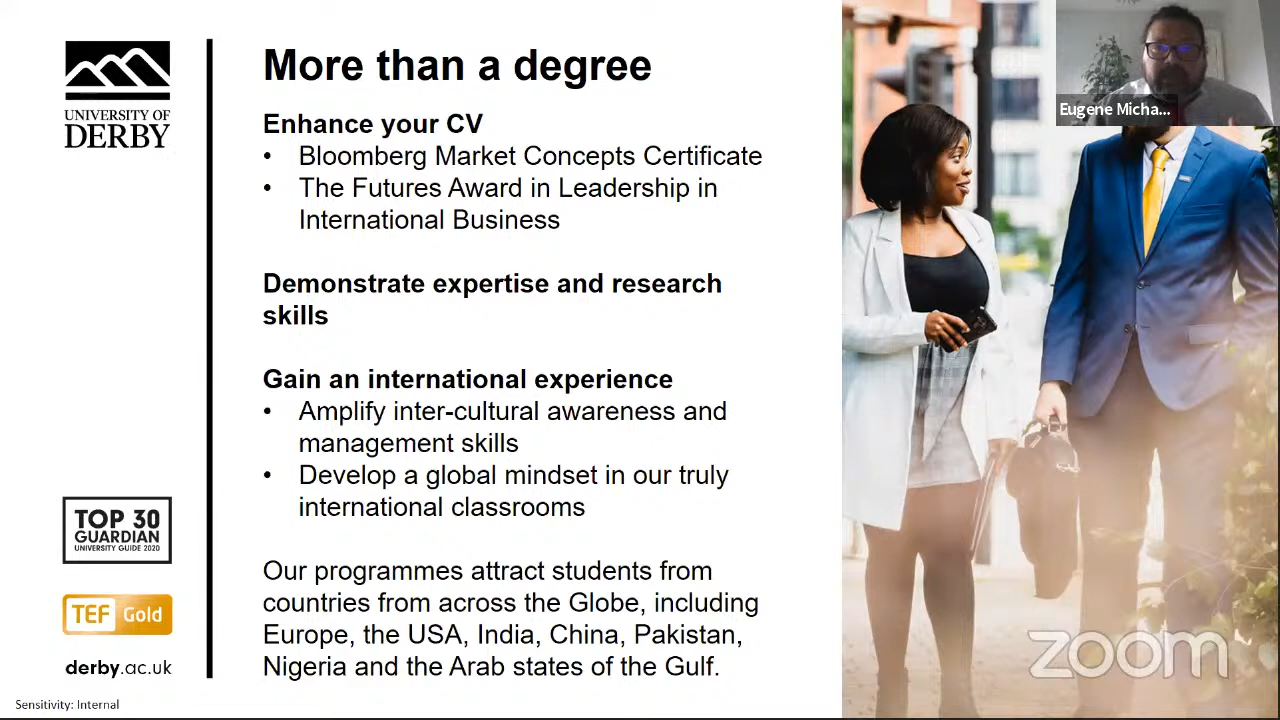 UNIVERSITY OF
DERBY
More than a degree
Enhance your CV
• Bloomberg Market Concepts Certificate
• The Futures Award in Leadership in
International Business
Demonstrate expertise and research
skills
Gain an international experience
• Amplify inter-cultural awareness and
management skills
• Develop a global mindset in our truly
international classrooms
Our programmes attract students from
countries from across the Globe, including
Europe, the USA, India, China, Pakistan,
Nigeria and the Arab states of the Gulf.
TOP 30
GUARDIAN
UNIVERSITY GUIDE 2020
TEF Gold
derby.ac.uk
Sensitivity: Internal
Eugene Micha...
zoom